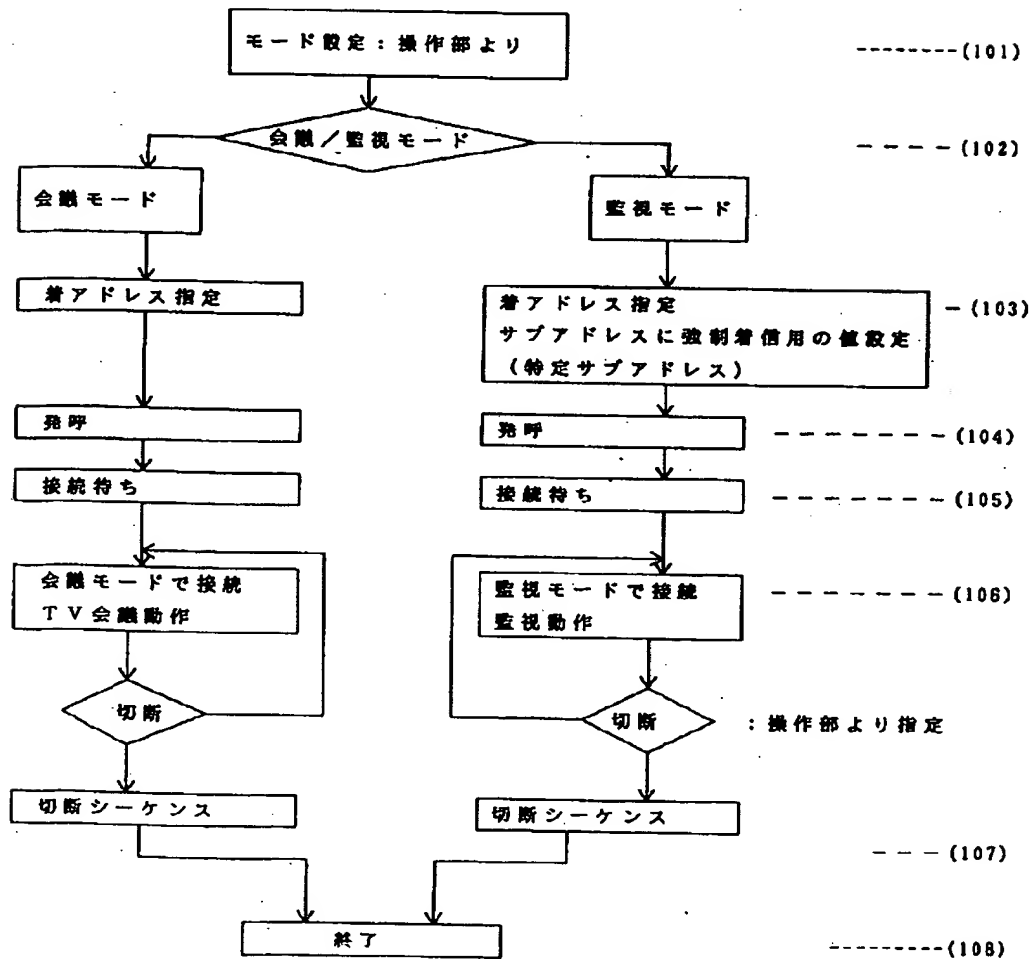 モード設定：操作部より
--------(101)
会議／監視モード
----(102)
会議モード
監視モード
着アドレス指定
着アドレス指定
サブアドレスに強制着信用の値設定
(特定サブアドレス)
-(103)
発呼
発呼
-------(104)
接続待ち
接続待ち
-------(105)
会議モードで接続
TV会議動作
監視モードで接続
監視動作
-------(106)
切断
切断
：操作部より指定
切断シーケンス
切断シーケンス
---(107)
終了
---------(108)